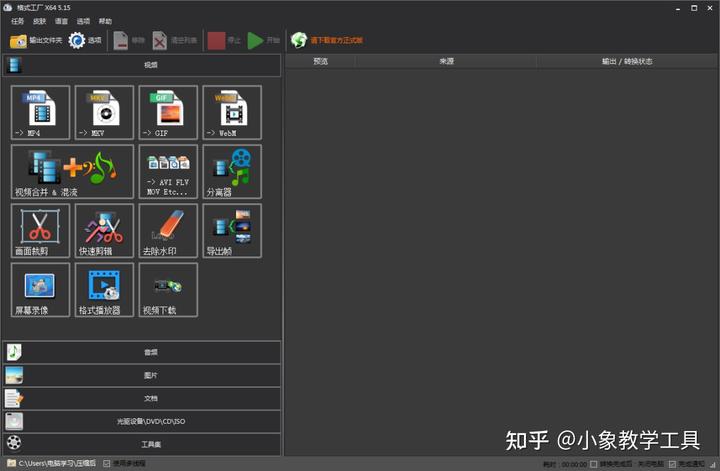 格式工厂 X64 5.15
任务 皮肤 语言 选项 帮助
输出文件夹 选项 移除 清空列表 停止 开始
请下载官方正式版
视频
预览 来源 输出 / 转换状态
MP4 MKV GIF WebM
-> MP4 -> MKV -> GIF -> WebM
视频合并 & 混流
-> AVI FLV
MOV Etc...
分离器
画面裁剪 快速剪辑 去除水印 导出帧
屏幕录像 格式播放器 视频下载
音频
图片
文档
光驱设备\DVD\CD\ISO
工具集
知乎 @小象教学工具
C:\Users\电脑学习\压缩后 使用多线程
耗时 : 00:00:00 转换完成后: 关闭电脑 完成通知